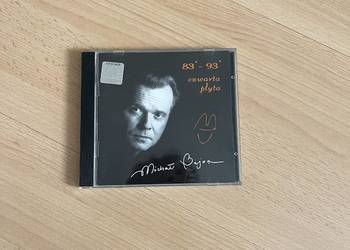 83' - 93'
czwarta
płyta
Michał Bajor